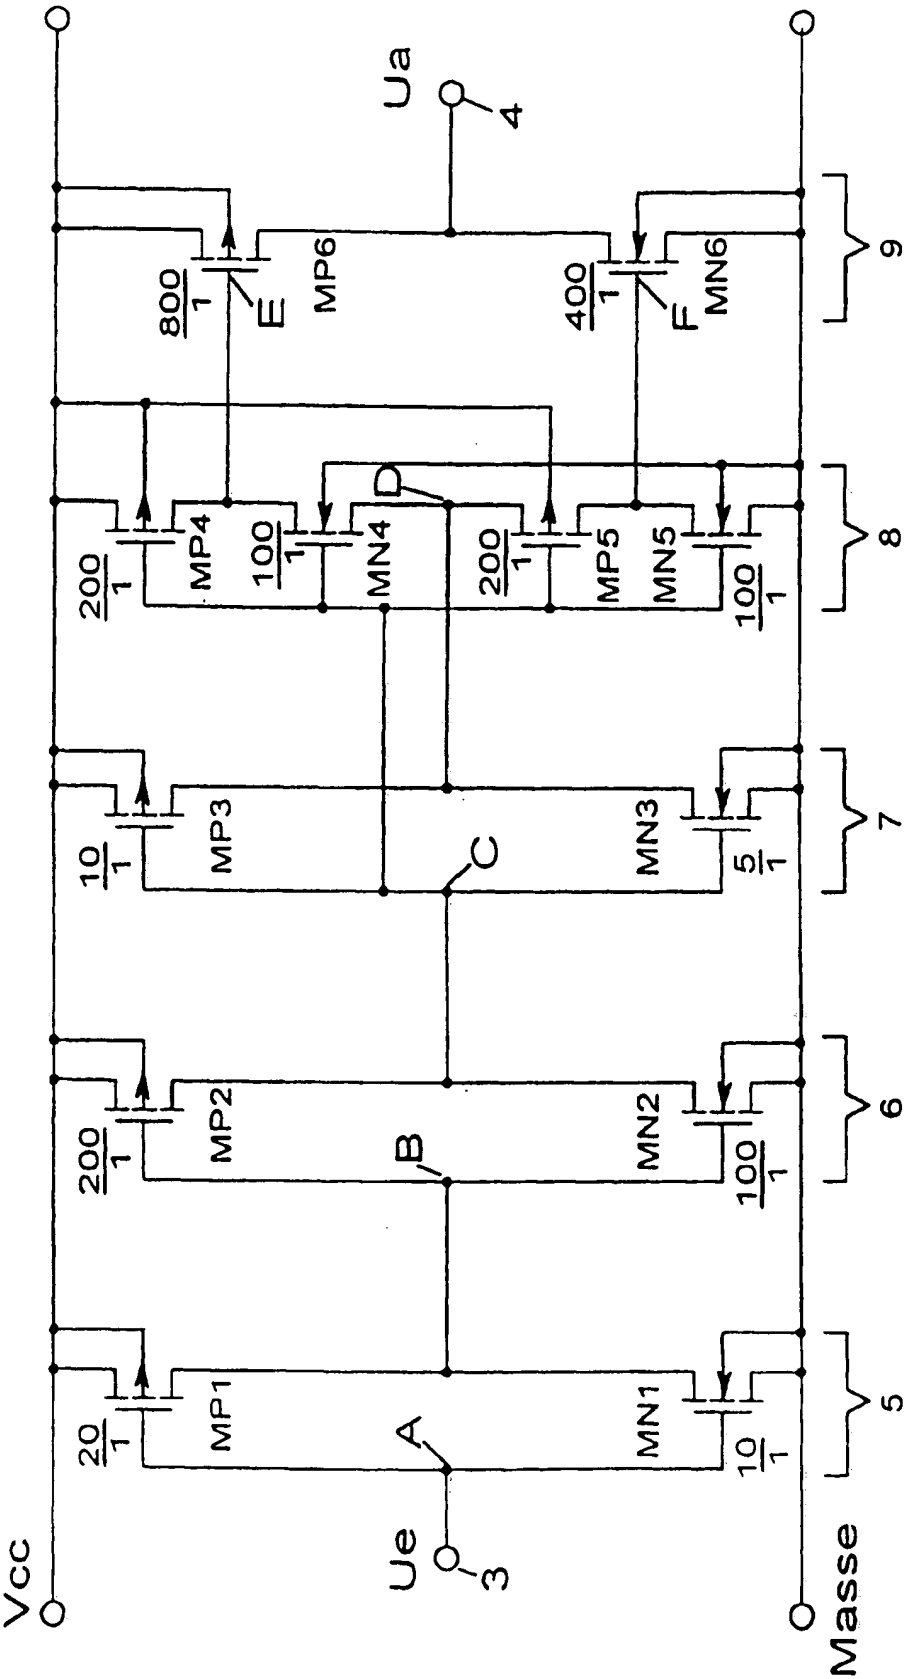 Vcc
Ue
3
Masse
A
20/1
MP1
MN1
10/1
5
B
200/1
MP2
MN2
100/1
6
C
10/1
MP3
MN3
5/1
7
200/1
MP4
100/1
MN4
D
200/1
MP5
MN5
100/1
8
800/1
E
MP6
400/1
F
MN6
9
Ua
4